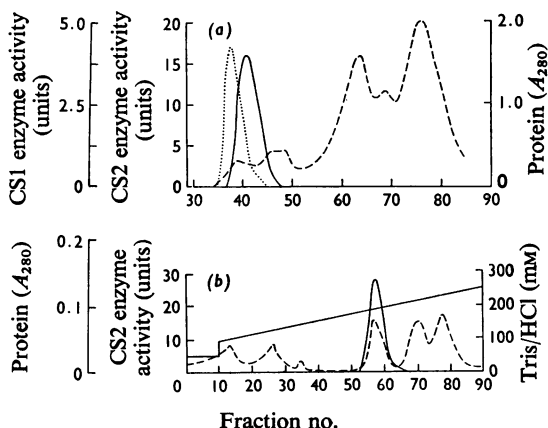 CS1 enzyme activity
(units)
5.0
2.5
0
CS2 enzyme activity
(units)
20
15
10
5
0
(a)
2.0
1.0
0
Protein (A280)
30 40 50 60 70 80 90
Protein (A280)
0.2
0.1
0
CS2 enzyme
activity (units)
30
20
10
(b)
300
250
200
150
100
50
0
Tris/HCl (mM)
0 10 20 30 40 50 60 70 80 90
Fraction no.